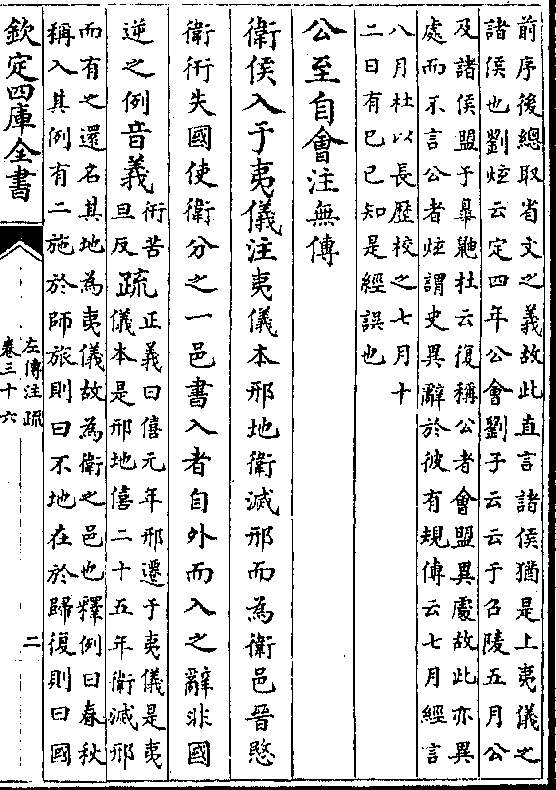 前序後總取省文之義故此直言諸侯猶是上夷儀之
諸侯也劉炫云定四年公會劉子云云于召陵五月公
及諸侯盟于皋鼬杜云復稱公者會盟異處故此亦異
處而不言公者炫謂史異辭於彼有規傳云七月經言
八月杜以長歷校之七月十
二日有己巳知是經誤也
公至自會注無傳
衛侯入于夷儀注夷儀本邢地衛滅邢而為衛邑晉愍
衛衎失國使衛分之一邑書入者自外而入之辭非國
逆之例音義衎苦
旦反疏正義曰僖元年邢遷于夷儀是夷
儀本是邢地僖二十五年衛滅邢
而有之還名其地為夷儀故為衛之邑也釋例曰春秋
稱入其例有二施於師旅則曰不地在於歸復則曰國
欽定四庫全書
左傳注疏
卷三十六
二